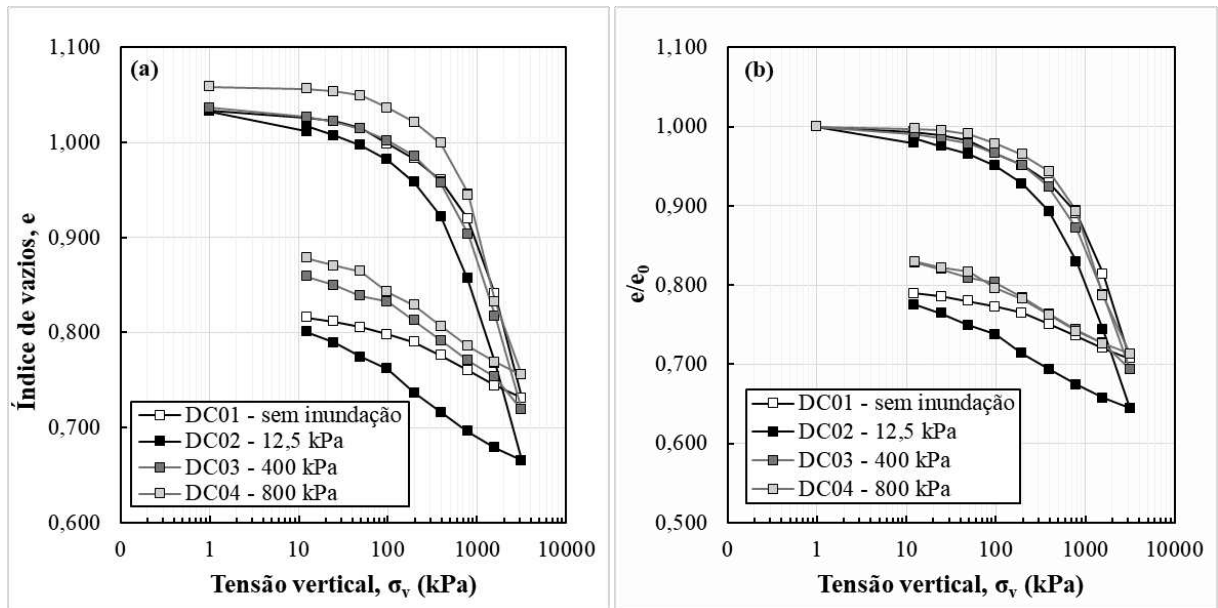 (a)
1,100
1,000
0,900
0,800
0,700
0,600
Índice de vazios, e
DC01 - sem inundação
DC02 - 12,5 kPa
DC03 - 400 kPa
DC04 - 800 kPa
0 1 10 100 1000 10000
Tensão vertical, σv (kPa)
(b)
1,100
1,000
0,900
0,800
0,700
0,600
0,500
e/e0
DC01 - sem inundação
DC02 - 12,5 kPa
DC03 - 400 kPa
DC04 - 800 kPa
0 1 10 100 1000 10000
Tensão vertical, σv (kPa)